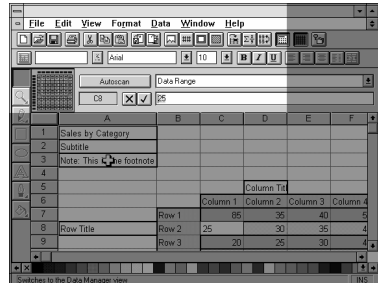 File Edit View Format Data Window Help
Arial 10 B I U
Autoscan Data Range
C8 25
A B C D E F
1 Sales by Category
2 Subtitle
3 Note: This footnote
4
5 Column Titl
6 Column 1 Column 2 Column 3 Column 4
7 Row 1 85 35 40 5
8 Row Title Row 2 25 30 35 4
9 Row 3 20 25 30 4
Switches to the Data Manager view INS